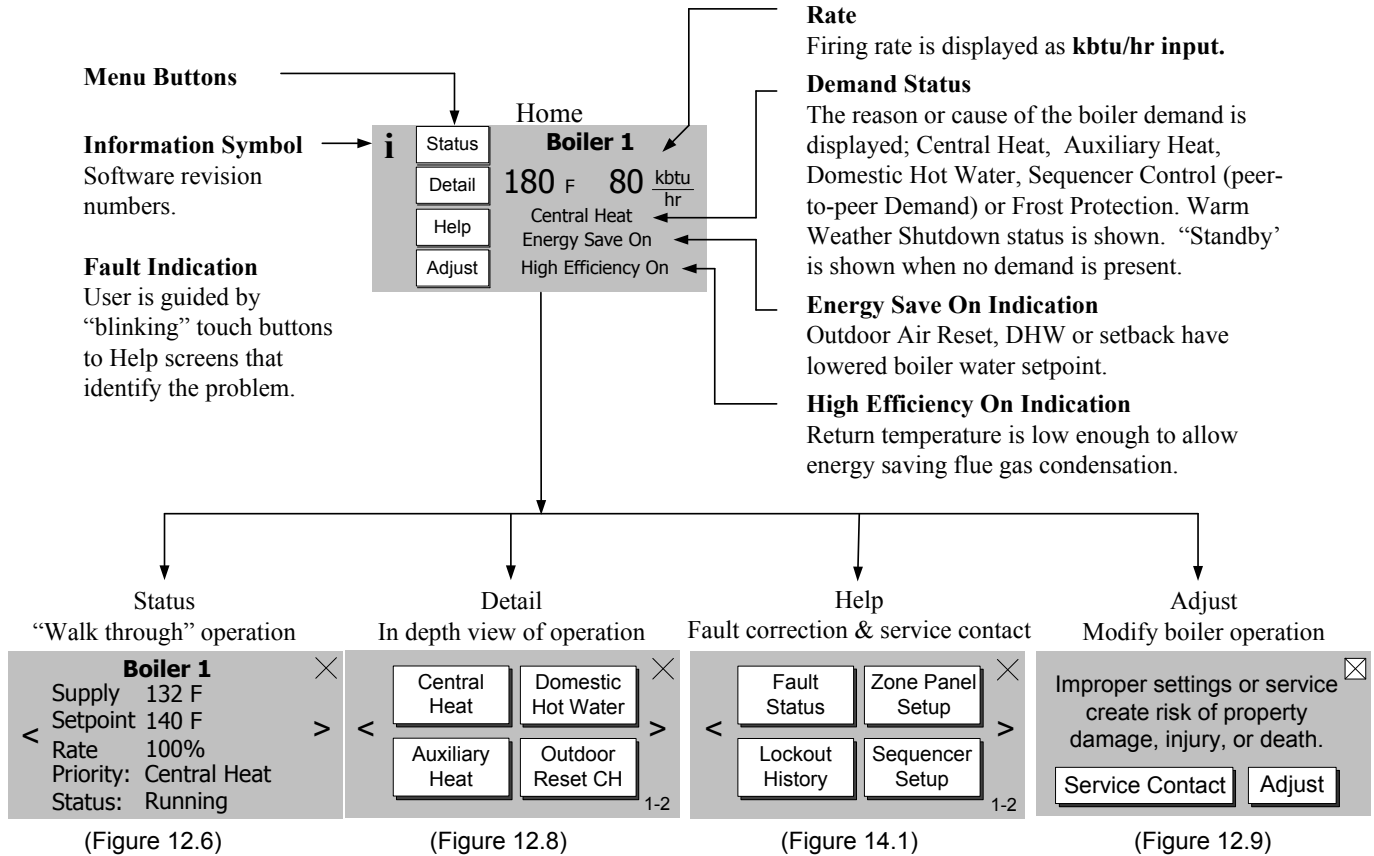 Menu Buttons
Information Symbol
Software revision
numbers.
Fault Indication
User is guided by
“blinking” touch buttons
to Help screens that
identify the problem.
Home
i
Status
Detail
Help
Adjust
Boiler 1
180 F 80 kbtu
hr
Central Heat
Energy Save On
High Efficiency On
Rate
Firing rate is displayed as kbtu/hr input.
Demand Status
The reason or cause of the boiler demand is
displayed; Central Heat, Auxiliary Heat,
Domestic Hot Water, Sequencer Control (peer-
to-peer Demand) or Frost Protection. Warm
Weather Shutdown status is shown. “Standby’
is shown when no demand is present.
Energy Save On Indication
Outdoor Air Reset, DHW or setback have
lowered boiler water setpoint.
High Efficiency On Indication
Return temperature is low enough to allow
energy saving flue gas condensation.
Status
“Walk through” operation
Boiler 1
Supply 132 F
Setpoint 140 F
Rate 100%
Priority: Central Heat
Status: Running
< >
(Figure 12.6)
Detail
In depth view of operation
Central
Heat
Domestic
Hot Water
Auxiliary
Heat
Outdoor
Reset CH
< >
1-2
(Figure 12.8)
Help
Fault correction & service contact
Fault
Status
Zone Panel
Setup
Lockout
History
Sequencer
Setup
< >
1-2
(Figure 14.1)
Adjust
Modify boiler operation
Improper settings or service
create risk of property
damage, injury, or death.
Service Contact
Adjust
(Figure 12.9)